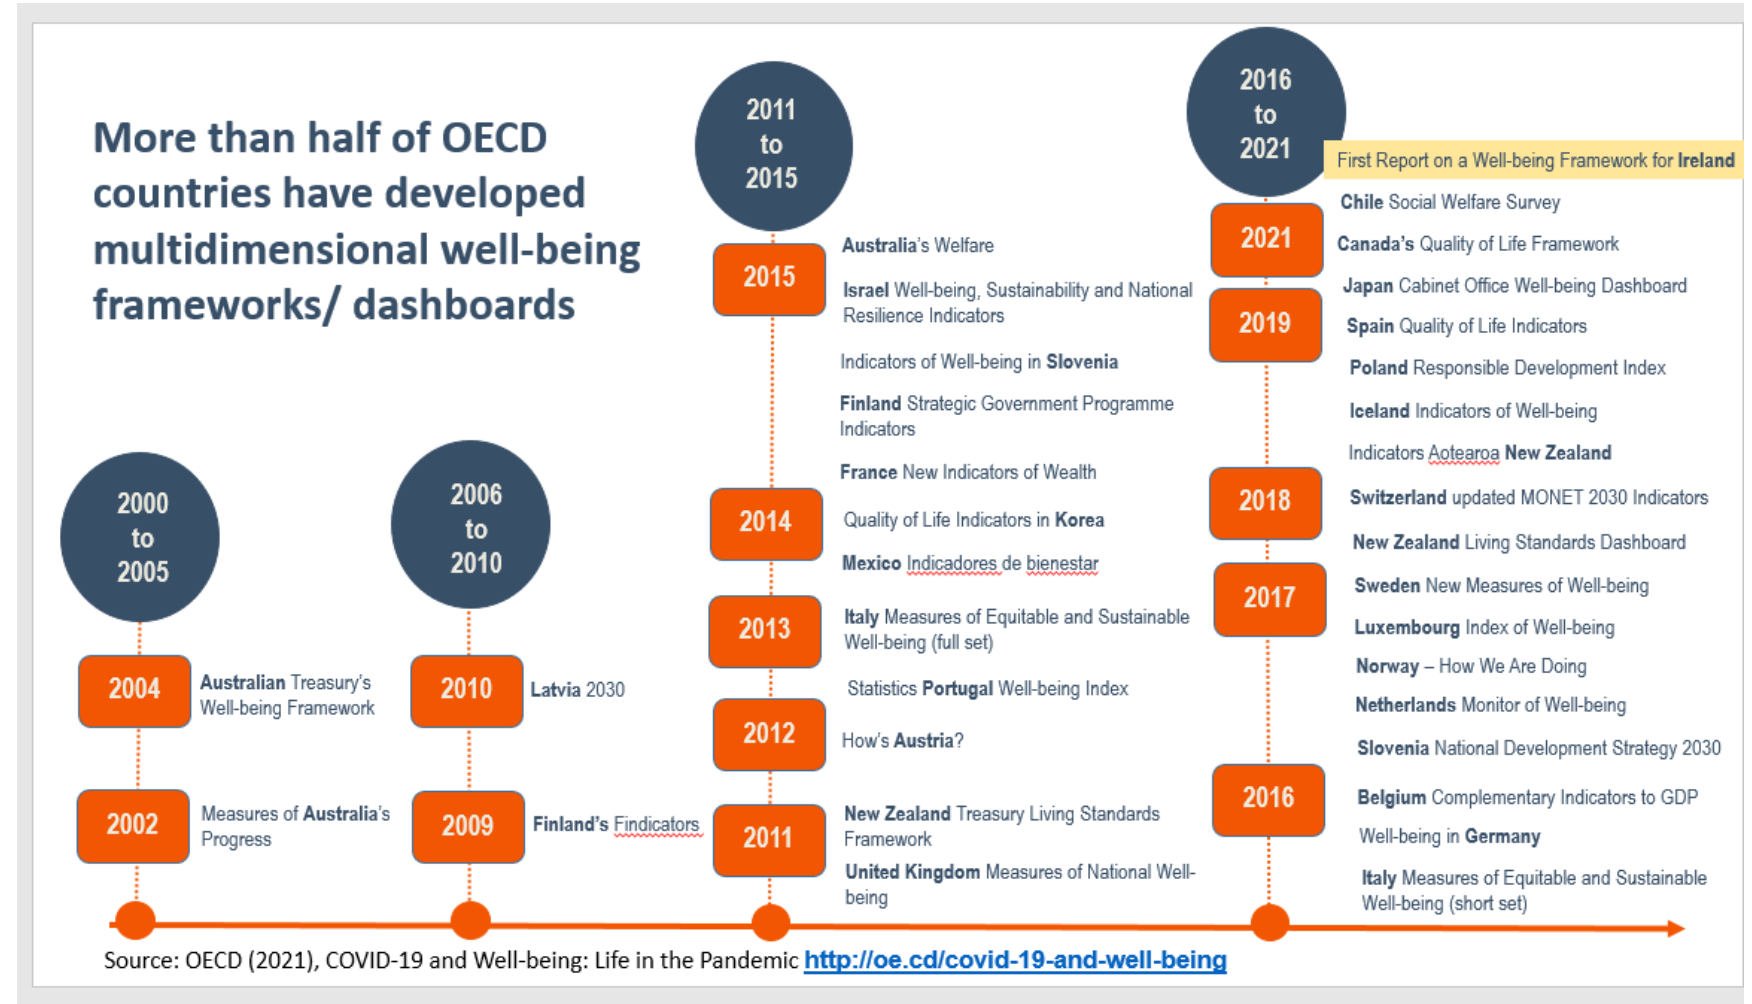 More than half of OECD
countries have developed
multidimensional well-being
frameworks/ dashboards
2000
to
2005
2004
Australian Treasury's
Well-being Framework
2002
Measures of Australia's
Progress
2006
to
2010
2010
Latvia 2030
2009
Finland's Findicators
2011
to
2015
2015
Australia's Welfare
Israel Well-being, Sustainability and National
Resilience Indicators
Indicators of Well-being in Slovenia
Finland Strategic Government Programme
Indicators
France New Indicators of Wealth
2014
Quality of Life Indicators in Korea
Mexico Indicadores de bienestar
2013
Italy Measures of Equitable and Sustainable
Well-being (full set)
Statistics Portugal Well-being Index
2012
How's Austria?
2011
New Zealand Treasury Living Standards
Framework
United Kingdom Measures of National Well-
being
2016
to
2021
First Report on a Well-being Framework for Ireland
Chile Social Welfare Survey
2021
Canada's Quality of Life Framework
Japan Cabinet Office Well-being Dashboard
2019
Spain Quality of Life Indicators
Poland Responsible Development Index
Iceland Indicators of Well-being
Indicators Aotearoa New Zealand
2018
Switzerland updated MONET 2030 Indicators
New Zealand Living Standards Dashboard
2017
Sweden New Measures of Well-being
Luxembourg Index of Well-being
Norway – How We Are Doing
Netherlands Monitor of Well-being
Slovenia National Development Strategy 2030
2016
Belgium Complementary Indicators to GDP
Well-being in Germany
Italy Measures of Equitable and Sustainable
Well-being (short set)
Source: OECD (2021), COVID-19 and Well-being: Life in the Pandemic http://oe.cd/covid-19-and-well-being